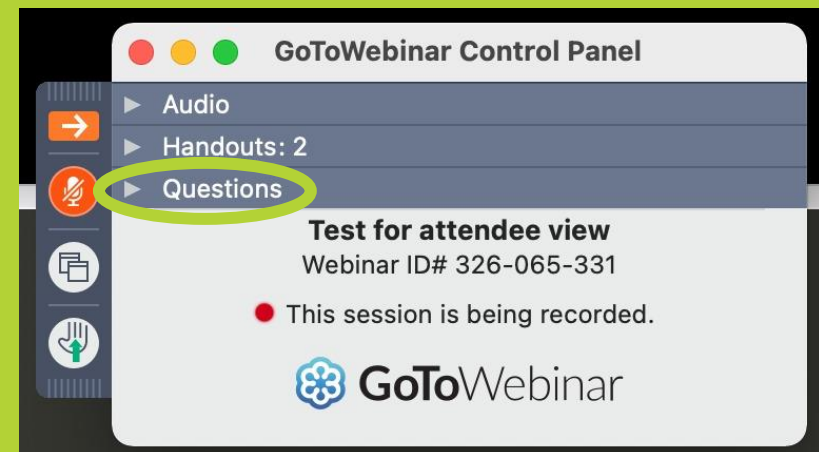 GoToWebinar Control Panel
Audio
Handouts: 2
Questions
Test for attendee view
Webinar ID# 326-065-331
This session is being recorded.
GoToWebinar